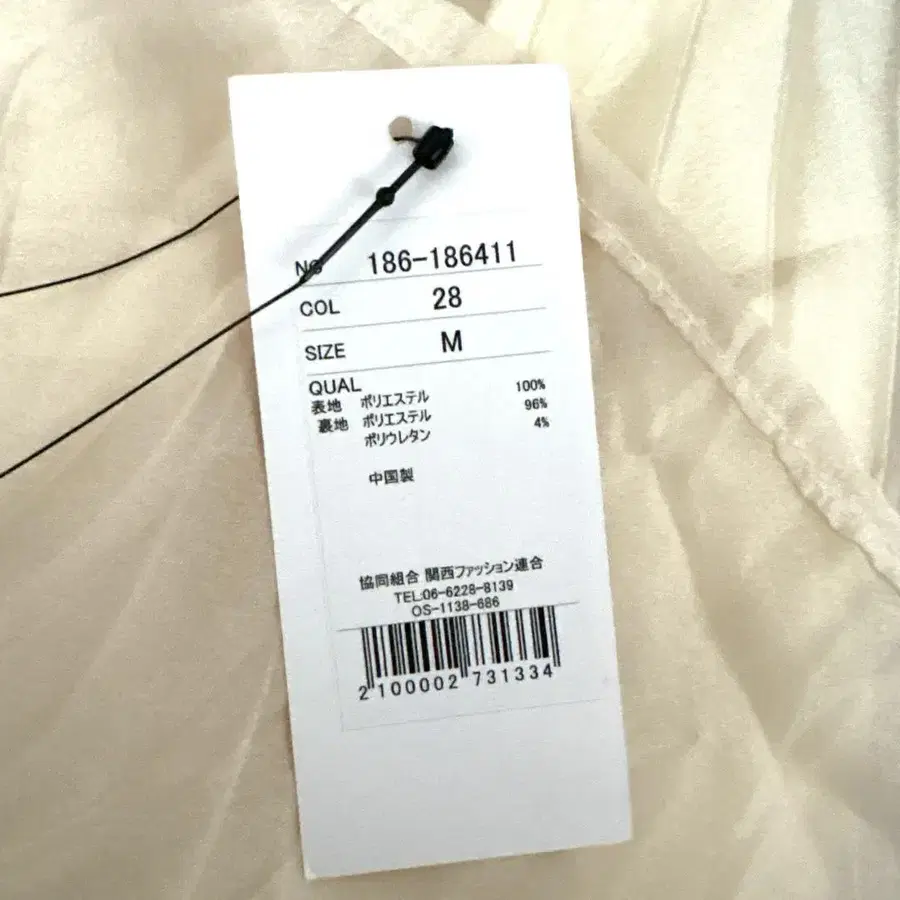 NO 186-186411
COL 28
SIZE M
QUAL
表地 ポリエステル 100%
裏地 ポリエステル 96%
ポリウレタン 4%
中国製
協同組合 関西ファッション連合
TEL:06-6228-8139
OS-1138-686
2100002731334